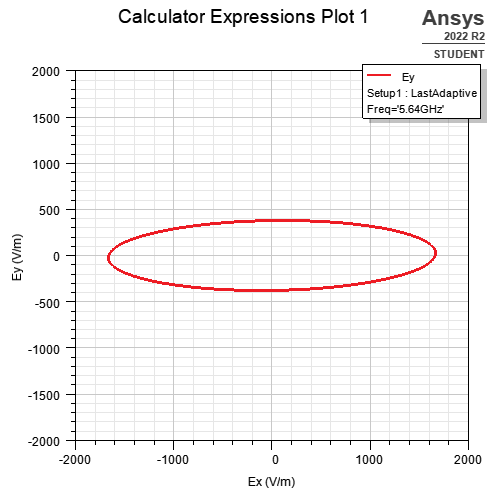 Calculator Expressions Plot 1
Ansys
2022 R2
STUDENT
Ey
Setup1 : LastAdaptive
Freq='5.64GHz'
2000
1500
1000
500
0
-500
-1000
-1500
-2000
Ey (V/m)
-2000 -1000 0 1000 2000
Ex (V/m)